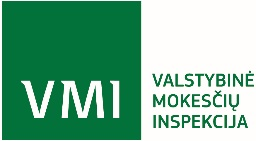 VMI
VALSTYBINĖ
MOKESČIŲ
INSPEKCIJA